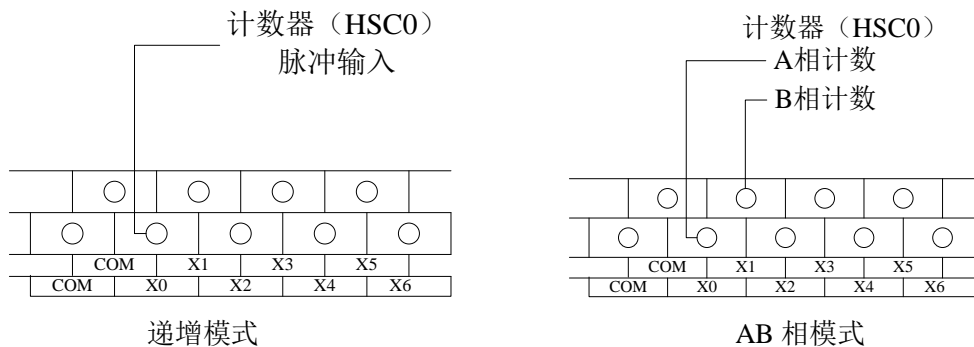 计数器（HSC0）
脉冲输入
COM X1 X3 X5
COM X0 X2 X4 X6
递增模式
计数器（HSC0）
A相计数
B相计数
COM X1 X3 X5
COM X0 X2 X4 X6
AB 相模式